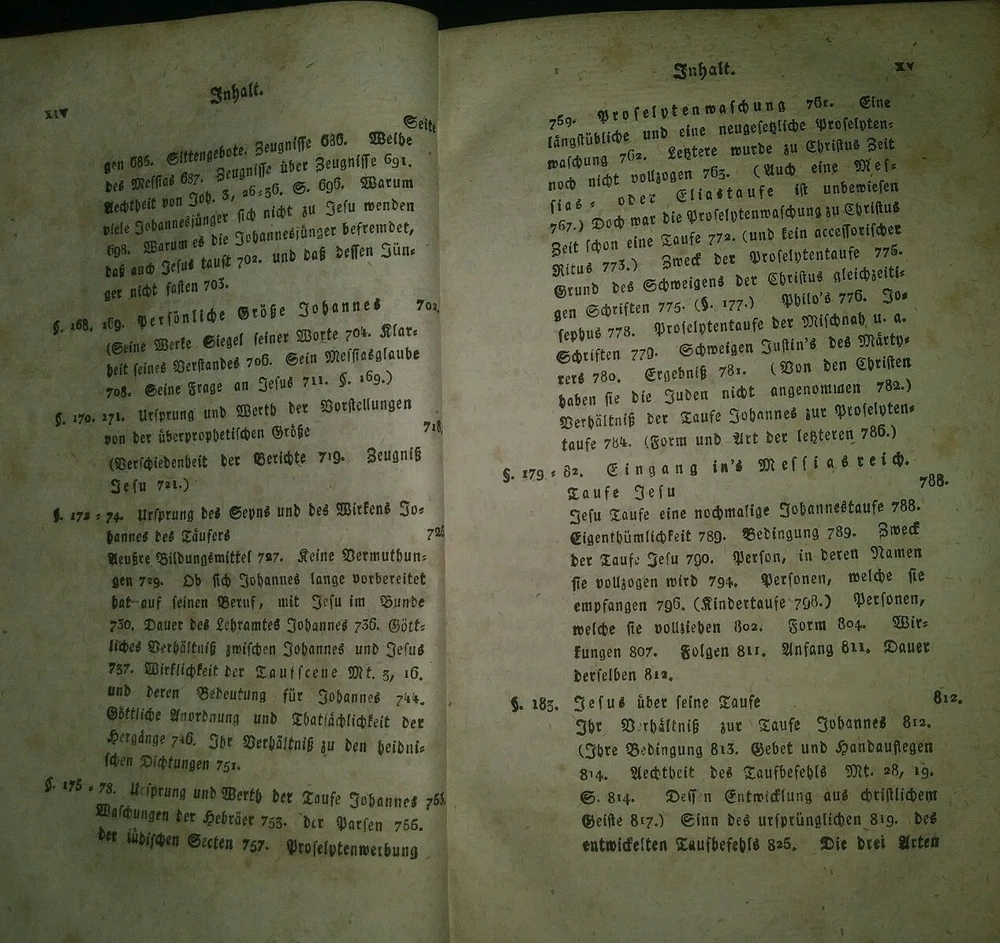 XIV
Inhalt.
Seite
gen 685. Sittengebote. Zeugnisse 686. Weihe
des Messias 687. Zeugnisse über Zeugnisse 691.
Aechtheit von Joh. 3, 26=36. S. 696. Warum
viele Johannesjünger sich nicht zu Jesu wenden
698. Warum es die Johannesjünger befremdet,
daß auch Jesus tauft 702. und daß dessen Jün=
ger nicht fasten 703.
§. 168. 169. Persönliche Größe Johannes 702.
(Seine Werke Siegel seiner Worte 704. Klar=
heit seines Verstandes 706. Sein Messiasglaube
708. Seine Frage an Jesus 711. §. 169.)
§. 170. 171. Ursprung und Werth der Vorstellungen
von der überprophetischen Größe 718
(Verschiedenheit der Berichte 719. Zeugniß
Jesu 721.)
§. 172=74. Ursprung des Seyns und des Wirkens Jo=
hannes des Täufers 726
Aeußre Bildungsmittel 727. Keine Vermuthun=
gen 729. Ob sich Johannes lange vorbereitet
hat auf seinen Beruf, mit Jesu im Bunde
730. Dauer des Lehramtes Johannes 736. Gött=
liches Verhältniß zwischen Johannes und Jesus
737. Wirklichkeit der Taufscene Mt. 3, 16.
und deren Bedeutung für Johannes 744.
Göttliche Anordnung und Thatsächlichkeit der
Hergänge 746. Ihr Verhältniß zu den heidni=
schen Dichtungen 751.
§. 175=78. Ursprung und Werth der Taufe Johannes 753.
Waschungen der Hebräer 753. der Parsen 756.
der jüdischen Secten 757. Proselytenwerbung
Inhalt.
XV
759. Proselytenwaschung 761. Eine
längstübliche und eine neugesetzliche Proselyten=
waschung 762. Letztere wurde zu Christus Zeit
noch nicht vollzogen 763. (Auch eine Mes=
sias= oder Eliastaufe ist unbewiesen
767.) Doch war die Proselytenwaschung zu Christus
Zeit schon eine Taufe 772. (und kein accessorischer
Ritus 773.) Zweck der Proselytentaufe 775.
Grund des Schweigens der Christus gleichzeiti=
gen Schriften 775. (§. 177.) Philo's 776. Jo=
sephus 778. Proselytentaufe der Mischnah u. a.
Schriften 779. Schweigen Justin's des Märty=
rers 780. Ergebniß 781. (Von den Christen
haben sie die Juden nicht angenommen 782.)
Verhältniß der Taufe Johannes zur Proselyten=
taufe 784. (Form und Art der letzteren 786.)
§. 179=82. Eingang in's Messiasreich.
Taufe Jesu 788.
Jesu Taufe eine nochmalige Johannestaufe 788.
Eigenthümlichkeit 789. Bedingung 789. Zweck
der Taufe Jesu 790. Person, in deren Namen
sie vollzogen wird 794. Personen, welche sie
empfangen 796. (Kindertaufe 798.) Personen,
welche sie vollziehen 802. Form 804. Wir=
kungen 807. Folgen 811. Anfang 811. Dauer
derselben 812.
§. 183. Jesus über seine Taufe 812.
Ihr Verhältniß zur Taufe Johannes 812.
(Ihre Bedingung 813. Gebet und Handauflegen
814. Aechtheit des Taufbefehls Mt. 28, 19.
S. 814. Dessen Entwicklung aus christlichem
Geiste 817.) Sinn des ursprünglichen 819. des
entwickelten Taufbefehls 825. Die drei Arten